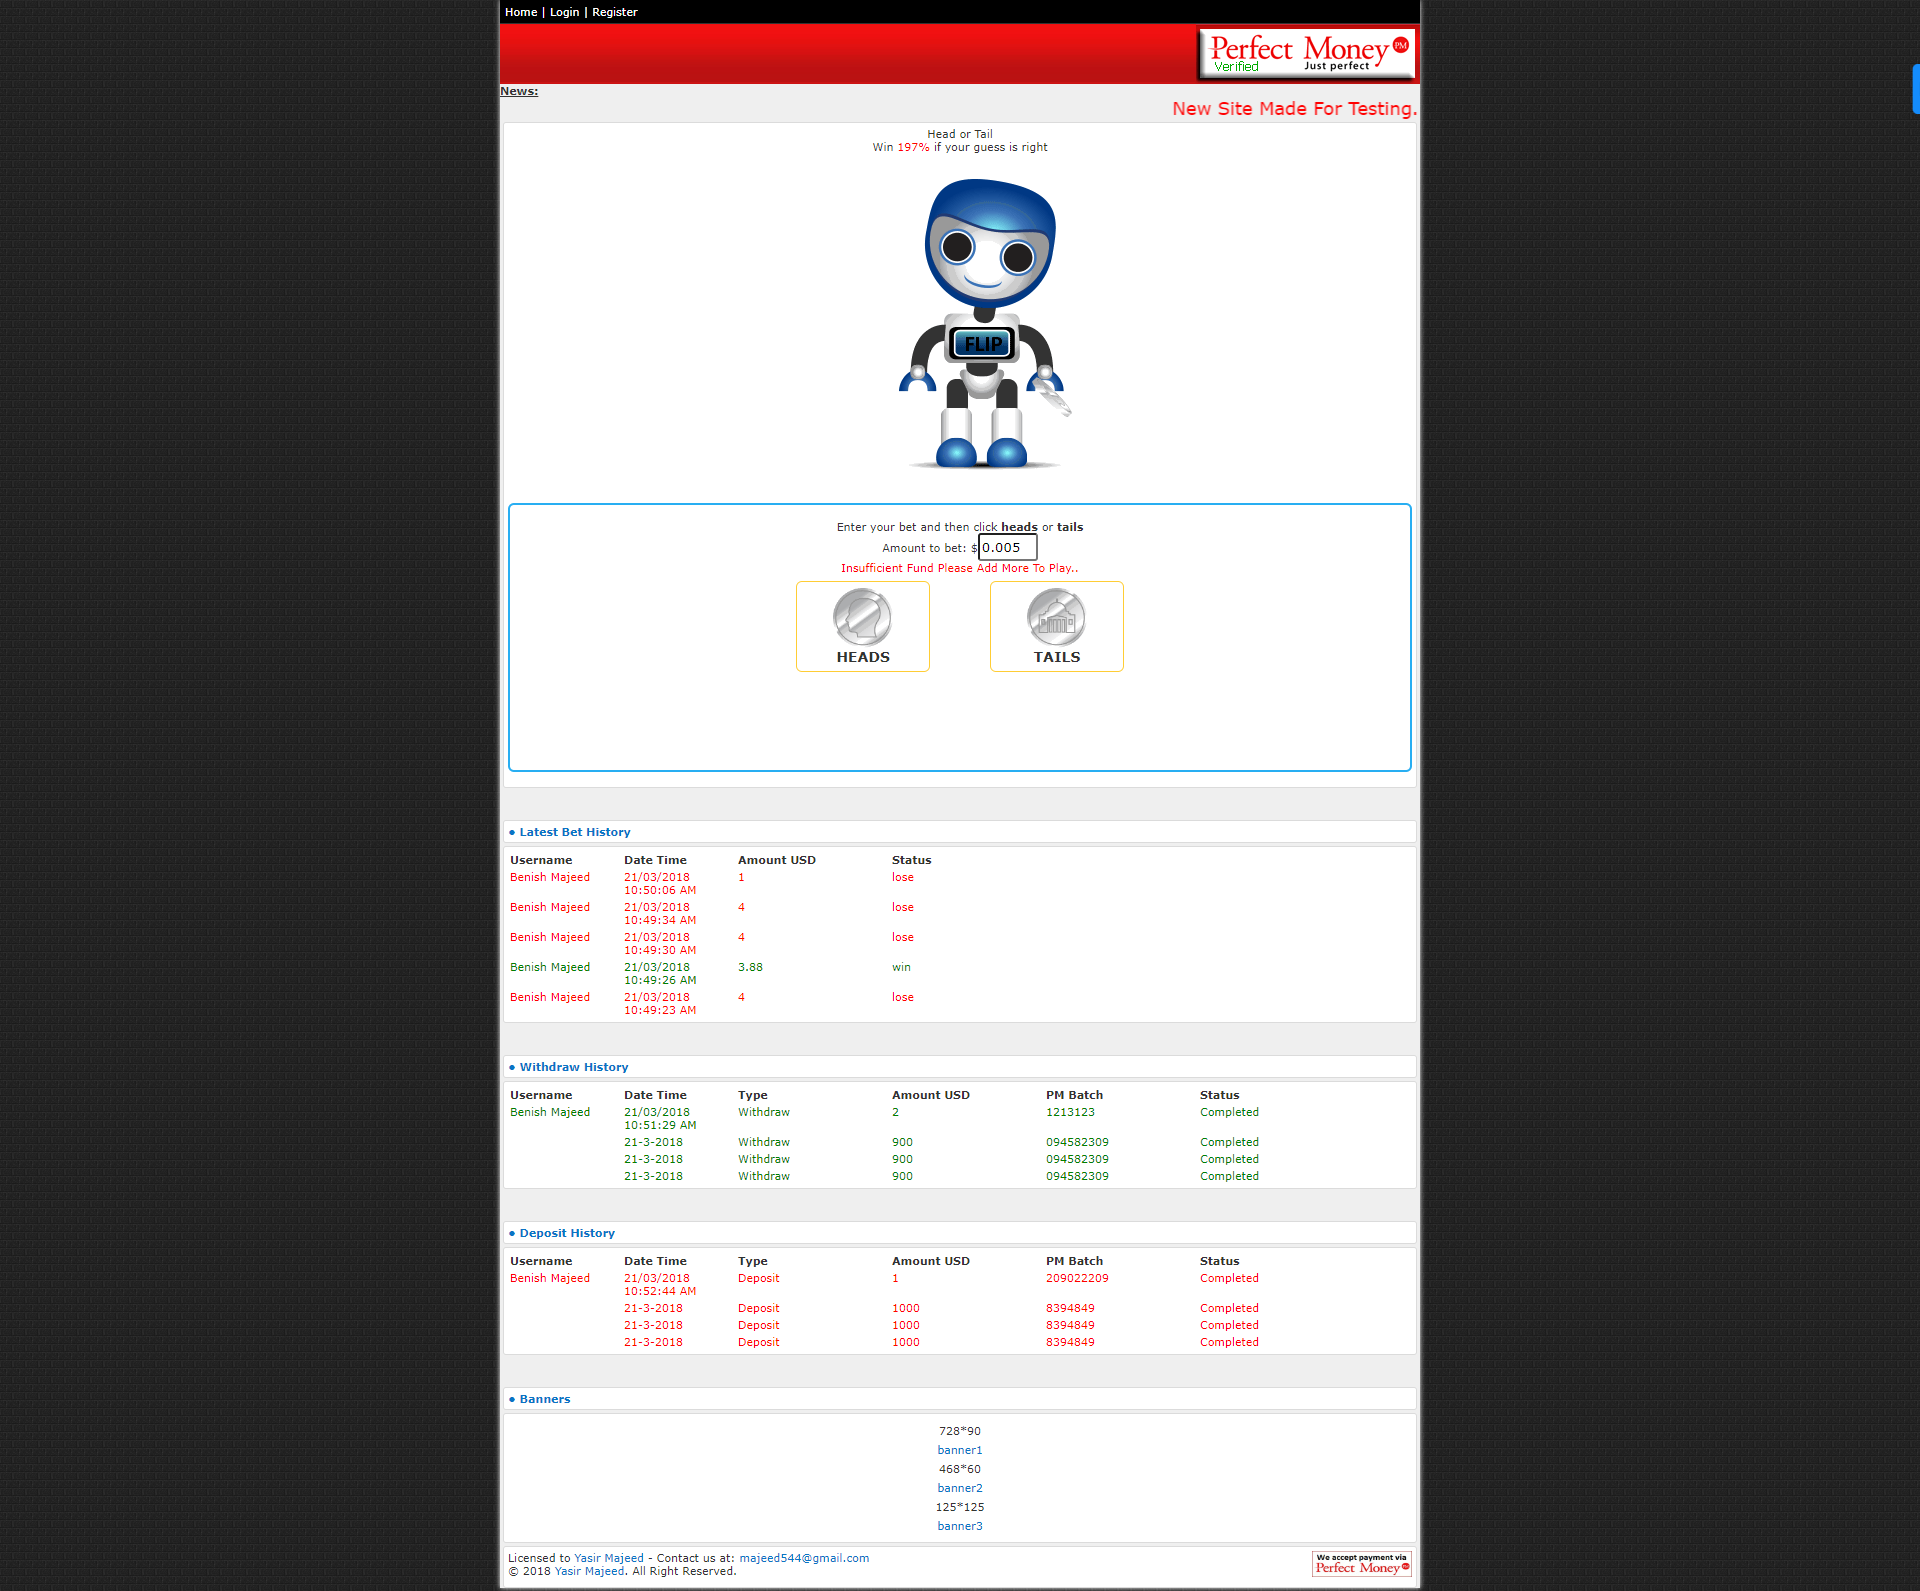 Home | Login | Register
Perfect Money PM
Verified Just perfect
News:
New Site Made For Testing.
Head or Tail
Win 197% if your guess is right
FLIP
Enter your bet and then click heads or tails
Amount to bet: $ 0.005
Insufficient Fund Please Add More To Play..
HEADS TAILS
• Latest Bet History
Username Date Time Amount USD Status
Benish Majeed 21/03/2018 1 lose
10:50:06 AM
Benish Majeed 21/03/2018 4 lose
10:49:34 AM
Benish Majeed 21/03/2018 4 lose
10:49:30 AM
Benish Majeed 21/03/2018 3.88 win
10:49:26 AM
Benish Majeed 21/03/2018 4 lose
10:49:23 AM
• Withdraw History
Username Date Time Type Amount USD PM Batch Status
Benish Majeed 21/03/2018 Withdraw 2 1213123 Completed
10:51:29 AM
21-3-2018 Withdraw 900 094582309 Completed
21-3-2018 Withdraw 900 094582309 Completed
21-3-2018 Withdraw 900 094582309 Completed
• Deposit History
Username Date Time Type Amount USD PM Batch Status
Benish Majeed 21/03/2018 Deposit 1 209022209 Completed
10:52:44 AM
21-3-2018 Deposit 1000 8394849 Completed
21-3-2018 Deposit 1000 8394849 Completed
21-3-2018 Deposit 1000 8394849 Completed
• Banners
728*90
banner1
468*60
banner2
125*125
banner3
Licensed to Yasir Majeed - Contact us at: majeed544@gmail.com
© 2018 Yasir Majeed. All Right Reserved.
We accept payment via
Perfect Money